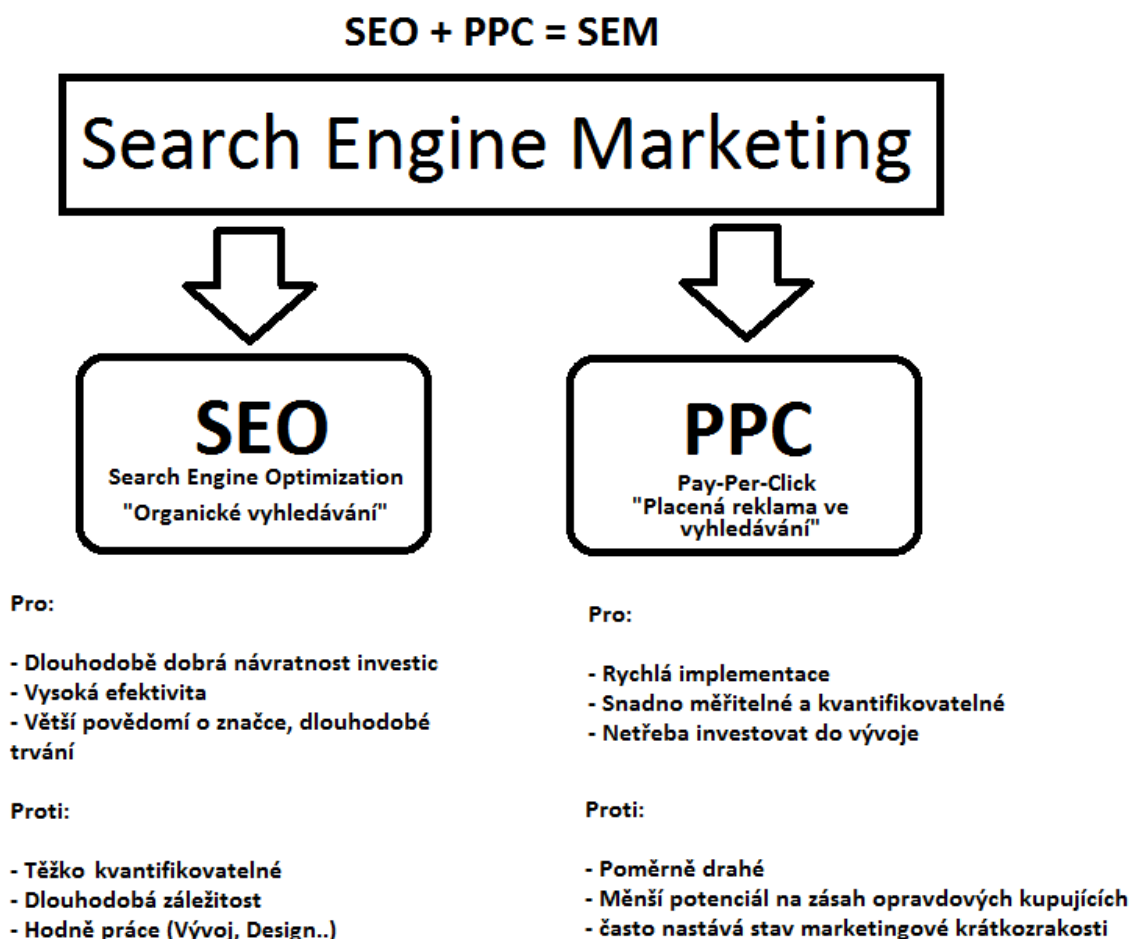 SEO + PPC = SEM
Search Engine Marketing
SEO
Search Engine Optimization
"Organické vyhledávání"
PPC
Pay-Per-Click
"Placená reklama ve
vyhledávání"
Pro:
- Dlouhodobě dobrá návratnost investic
- Vysoká efektivita
- Větší povědomí o značce, dlouhodobé
trvání
Proti:
- Těžko kvantifikovatelné
- Dlouhodobá záležitost
- Hodně práce (Vývoj, Design..)
Pro:
- Rychlá implementace
- Snadno měřitelné a kvantifikovatelné
- Netřeba investovat do vývoje
Proti:
- Poměrně drahé
- Měnší potenciál na zásah opravdových kupujících
- často nastává stav marketingové krátkozrakosti